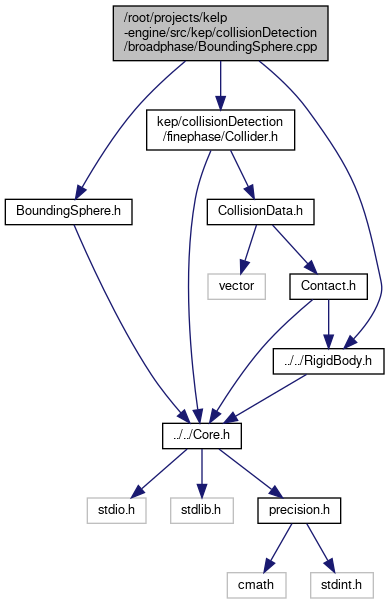 /root/projects/kelp
-engine/src/kep/collisionDetection
/broadphase/BoundingSphere.cpp
kep/collisionDetection
/finephase/Collider.h
BoundingSphere.h
CollisionData.h
vector
Contact.h
../../RigidBody.h
../../Core.h
stdio.h
stdlib.h
precision.h
cmath
stdint.h